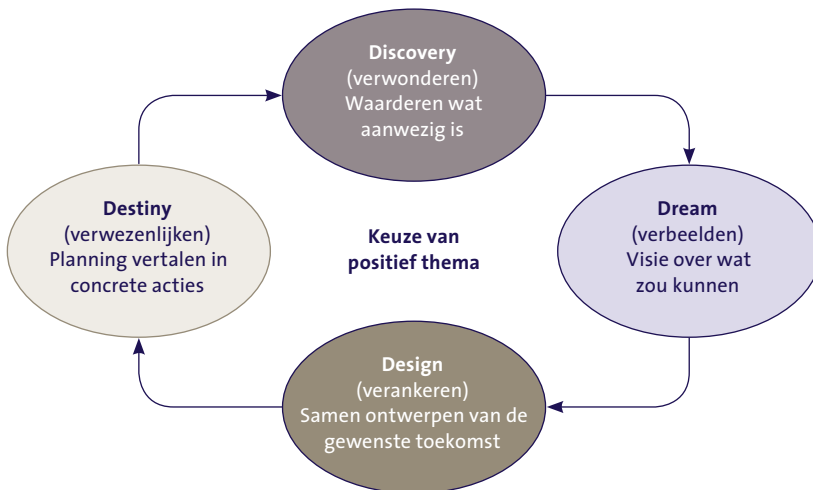 Discovery
(verwonderen)
Waarderen wat
aanwezig is
Dream
(verbeelden)
Visie over wat
zou kunnen
Design
(verankeren)
Samen ontwerpen van de
gewenste toekomst
Destiny
(verwezenlijken)
Planning vertalen in
concrete acties
Keuze van
positief thema